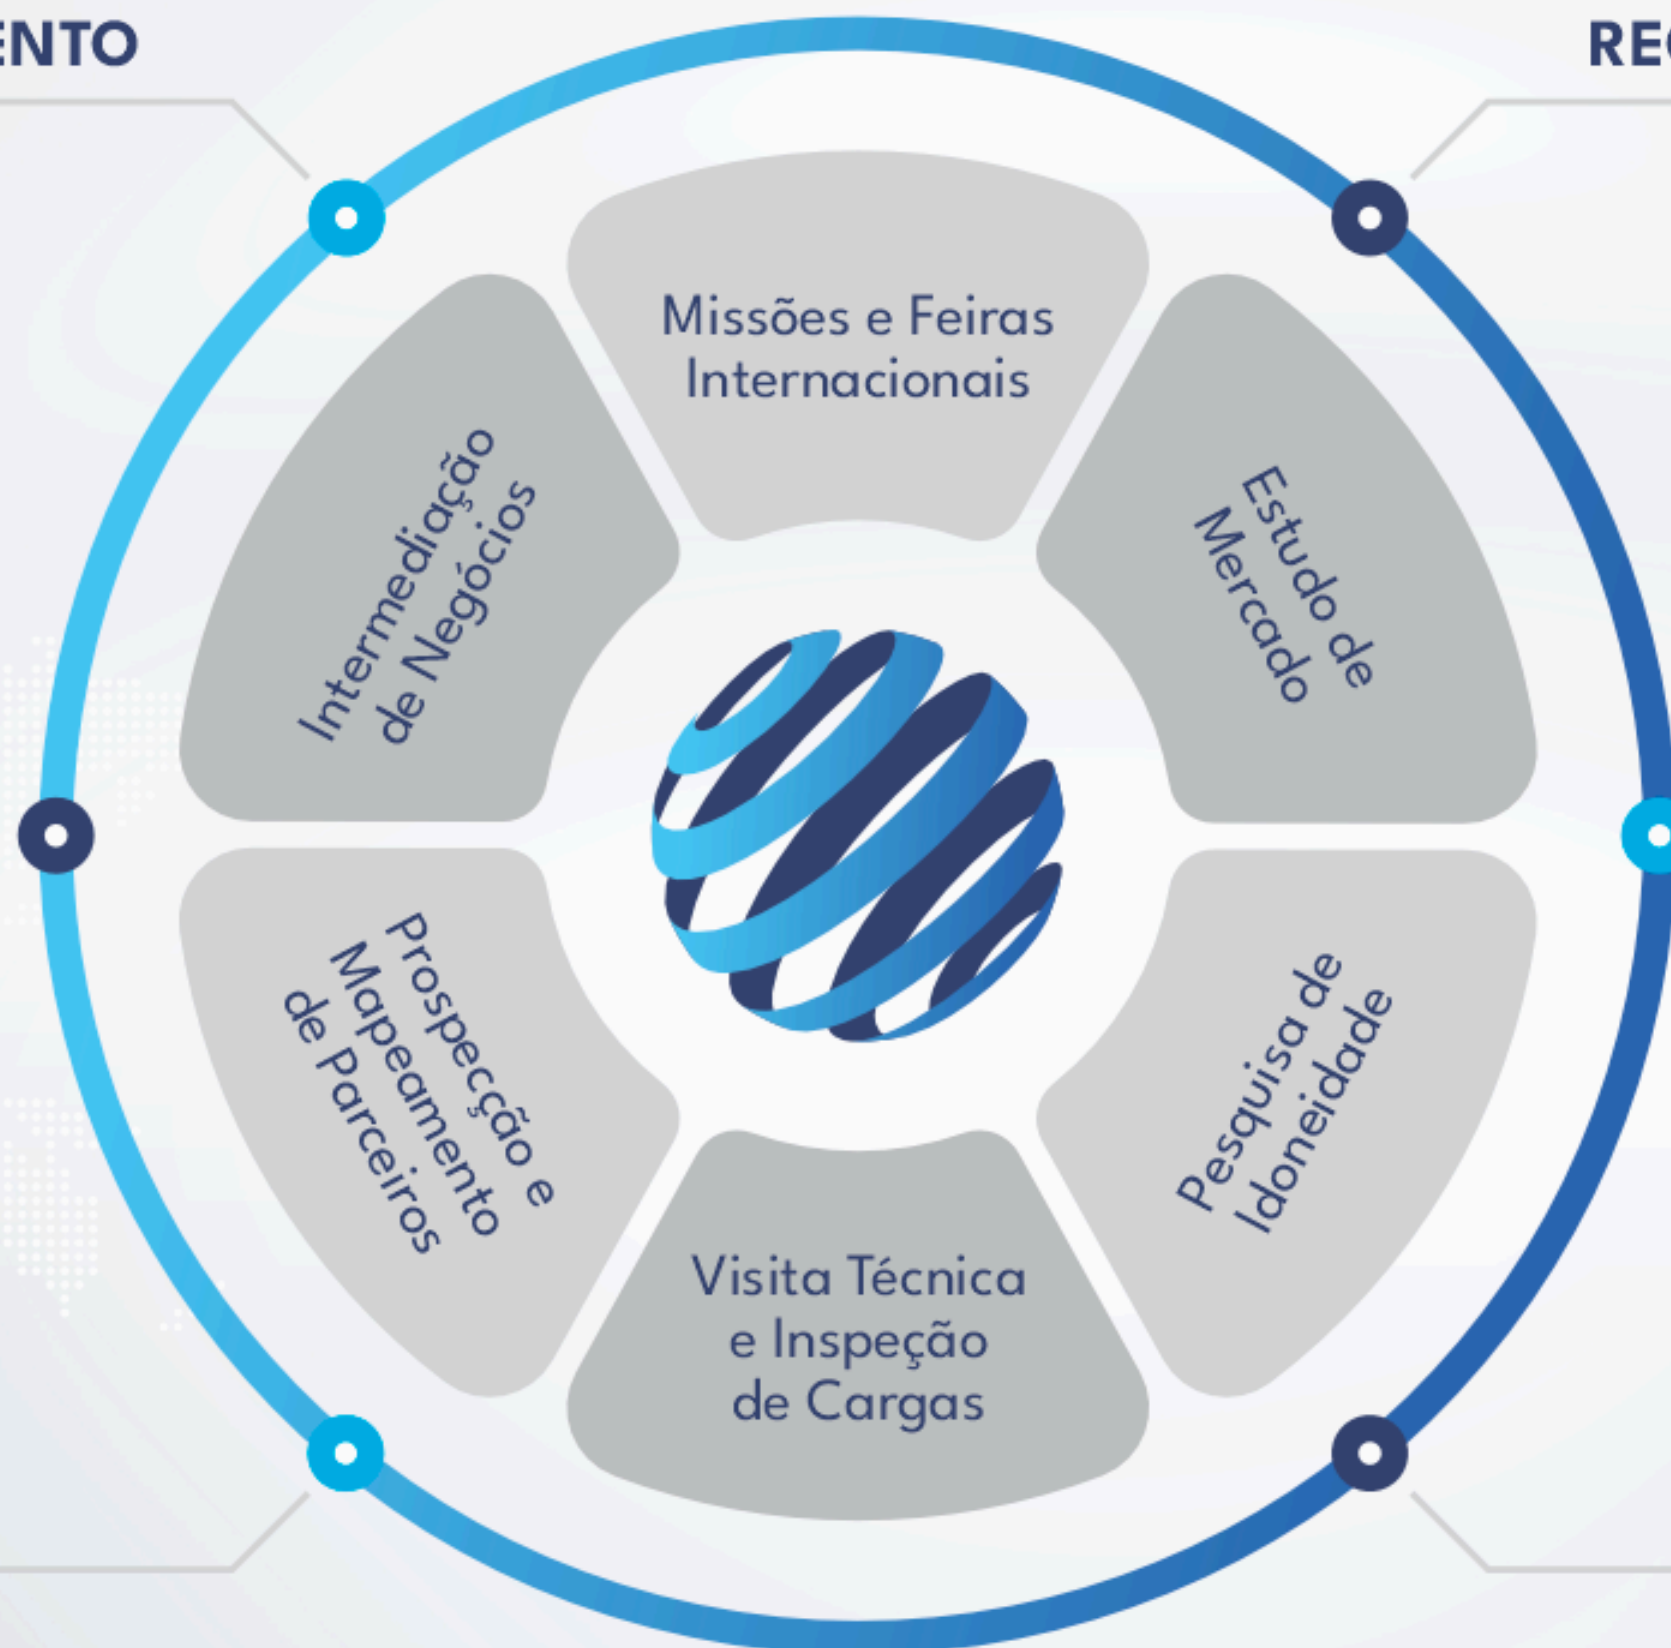 ENTO
REC
Missões e Feiras
Internacionais
Estudo de
Mercado
Pesquisa de
Idoneidade
Visita Técnica
e Inspeção
de Cargas
Prospecção e
Mapeamento
de Parceiros
Intermediação
de Negócios